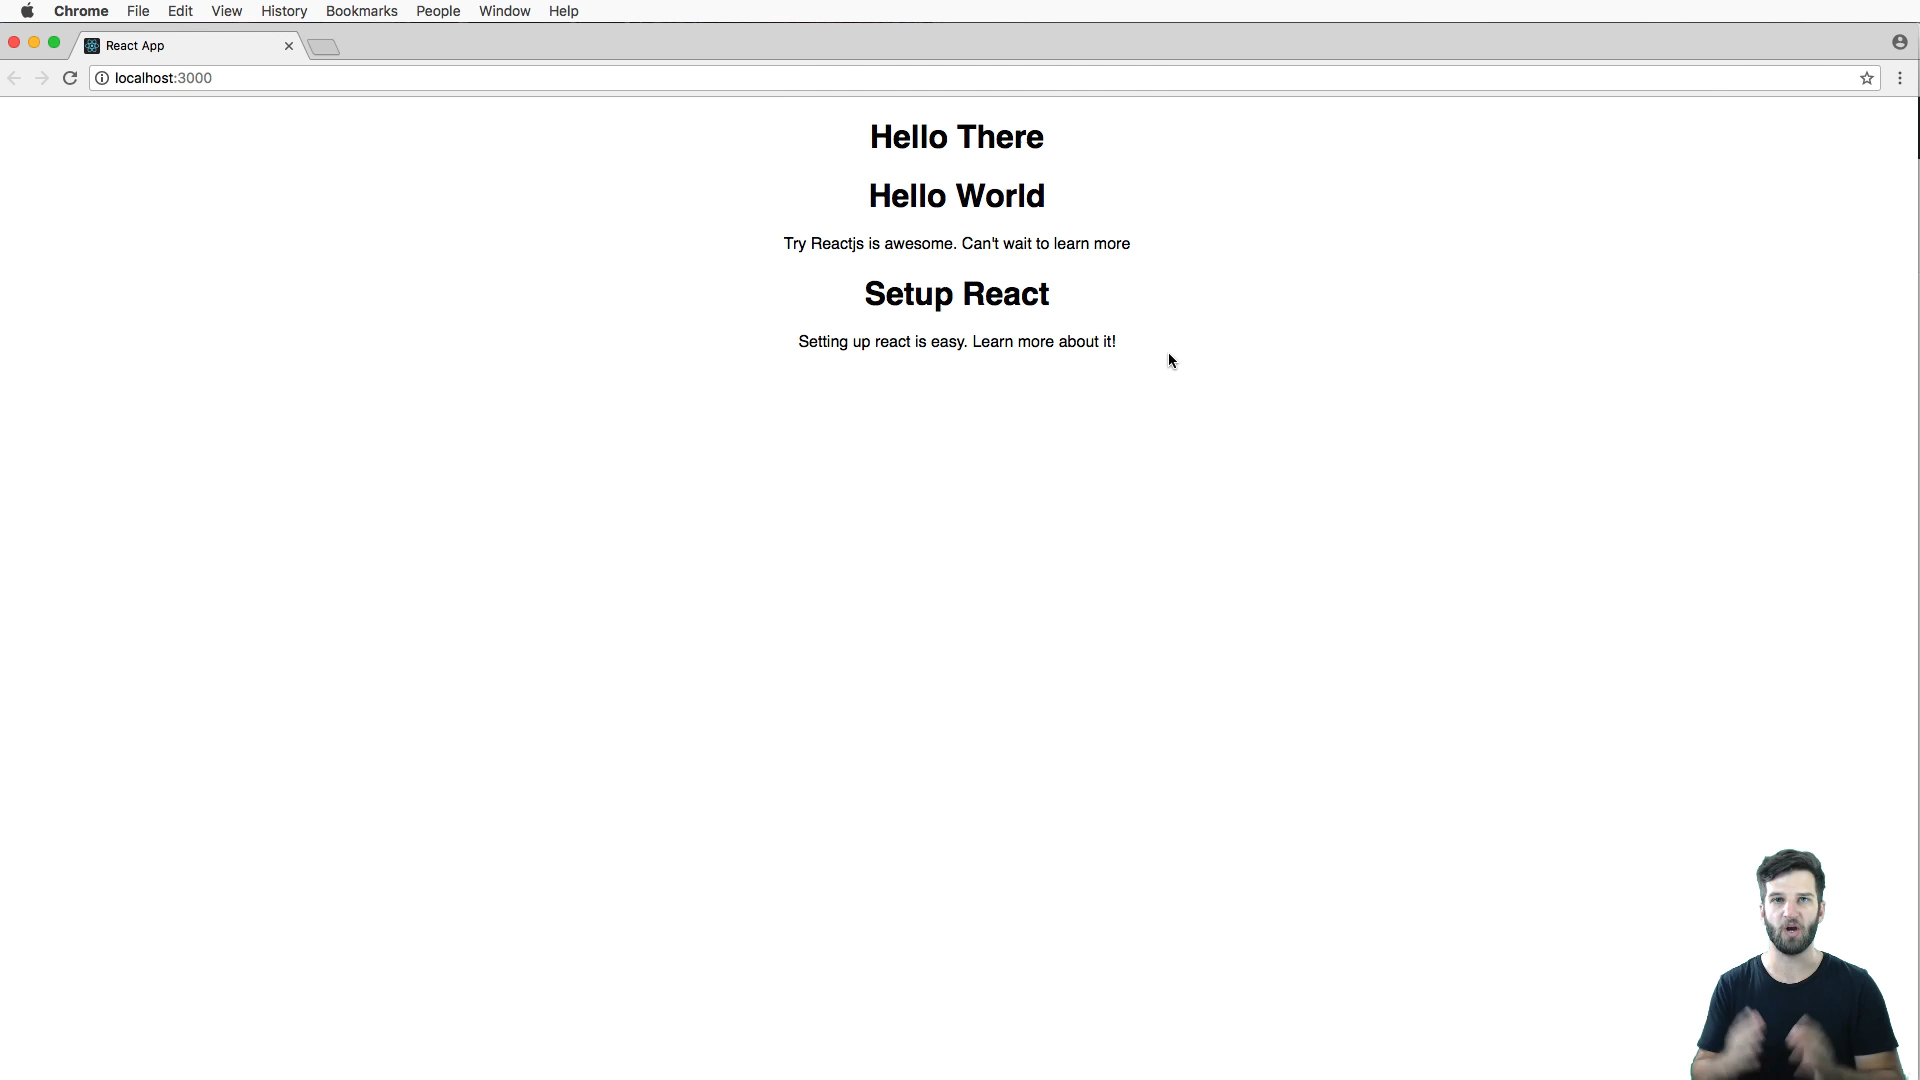 Chrome File Edit View History Bookmarks People Window Help
React App
localhost:3000
Hello There
Hello World
Try Reactjs is awesome. Can't wait to learn more
Setup React
Setting up react is easy. Learn more about it!